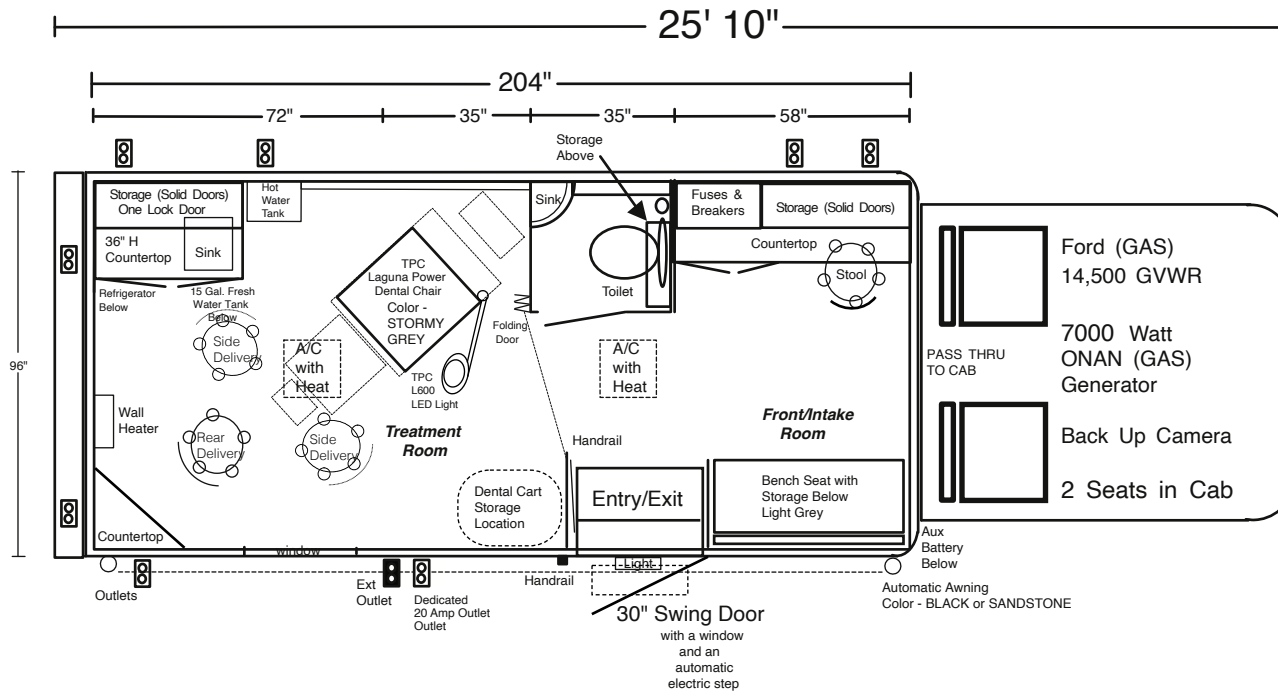 25' 10"
204"
72"
35"
35"
58"
Storage
Above
Storage (Solid Doors)
One Lock Door
Hot
Water
Tank
Sink
Fuses &
Breakers
Storage (Solid Doors)
36" H
Countertop
Sink
Countertop
Stool
Toilet
TPC
Laguna Power
Dental Chair
Color -
STORMY
GREY
Refrigerator
Below
15 Gal. Fresh
Water Tank
Below
Side
Delivery
A/C
with
Heat
Folding
Door
A/C
with
Heat
TPC
L600
LED Light
96"
Wall
Heater
Rear
Delivery
Side
Delivery
Treatment
Room
Handrail
Front/Intake
Room
Dental Cart
Storage
Location
Entry/Exit
Bench Seat with
Storage Below
Light Grey
Countertop
window
Outlets
Ext
Outlet
Dedicated
20 Amp Outlet
Outlet
Handrail
Light
30" Swing Door
with a window
and an
automatic
electric step
Ford (GAS)
14,500 GVWR
7000 Watt
ONAN (GAS)
Generator
PASS THRU
TO CAB
Back Up Camera
2 Seats in Cab
Aux
Battery
Below
Automatic Awning
Color - BLACK or SANDSTONE